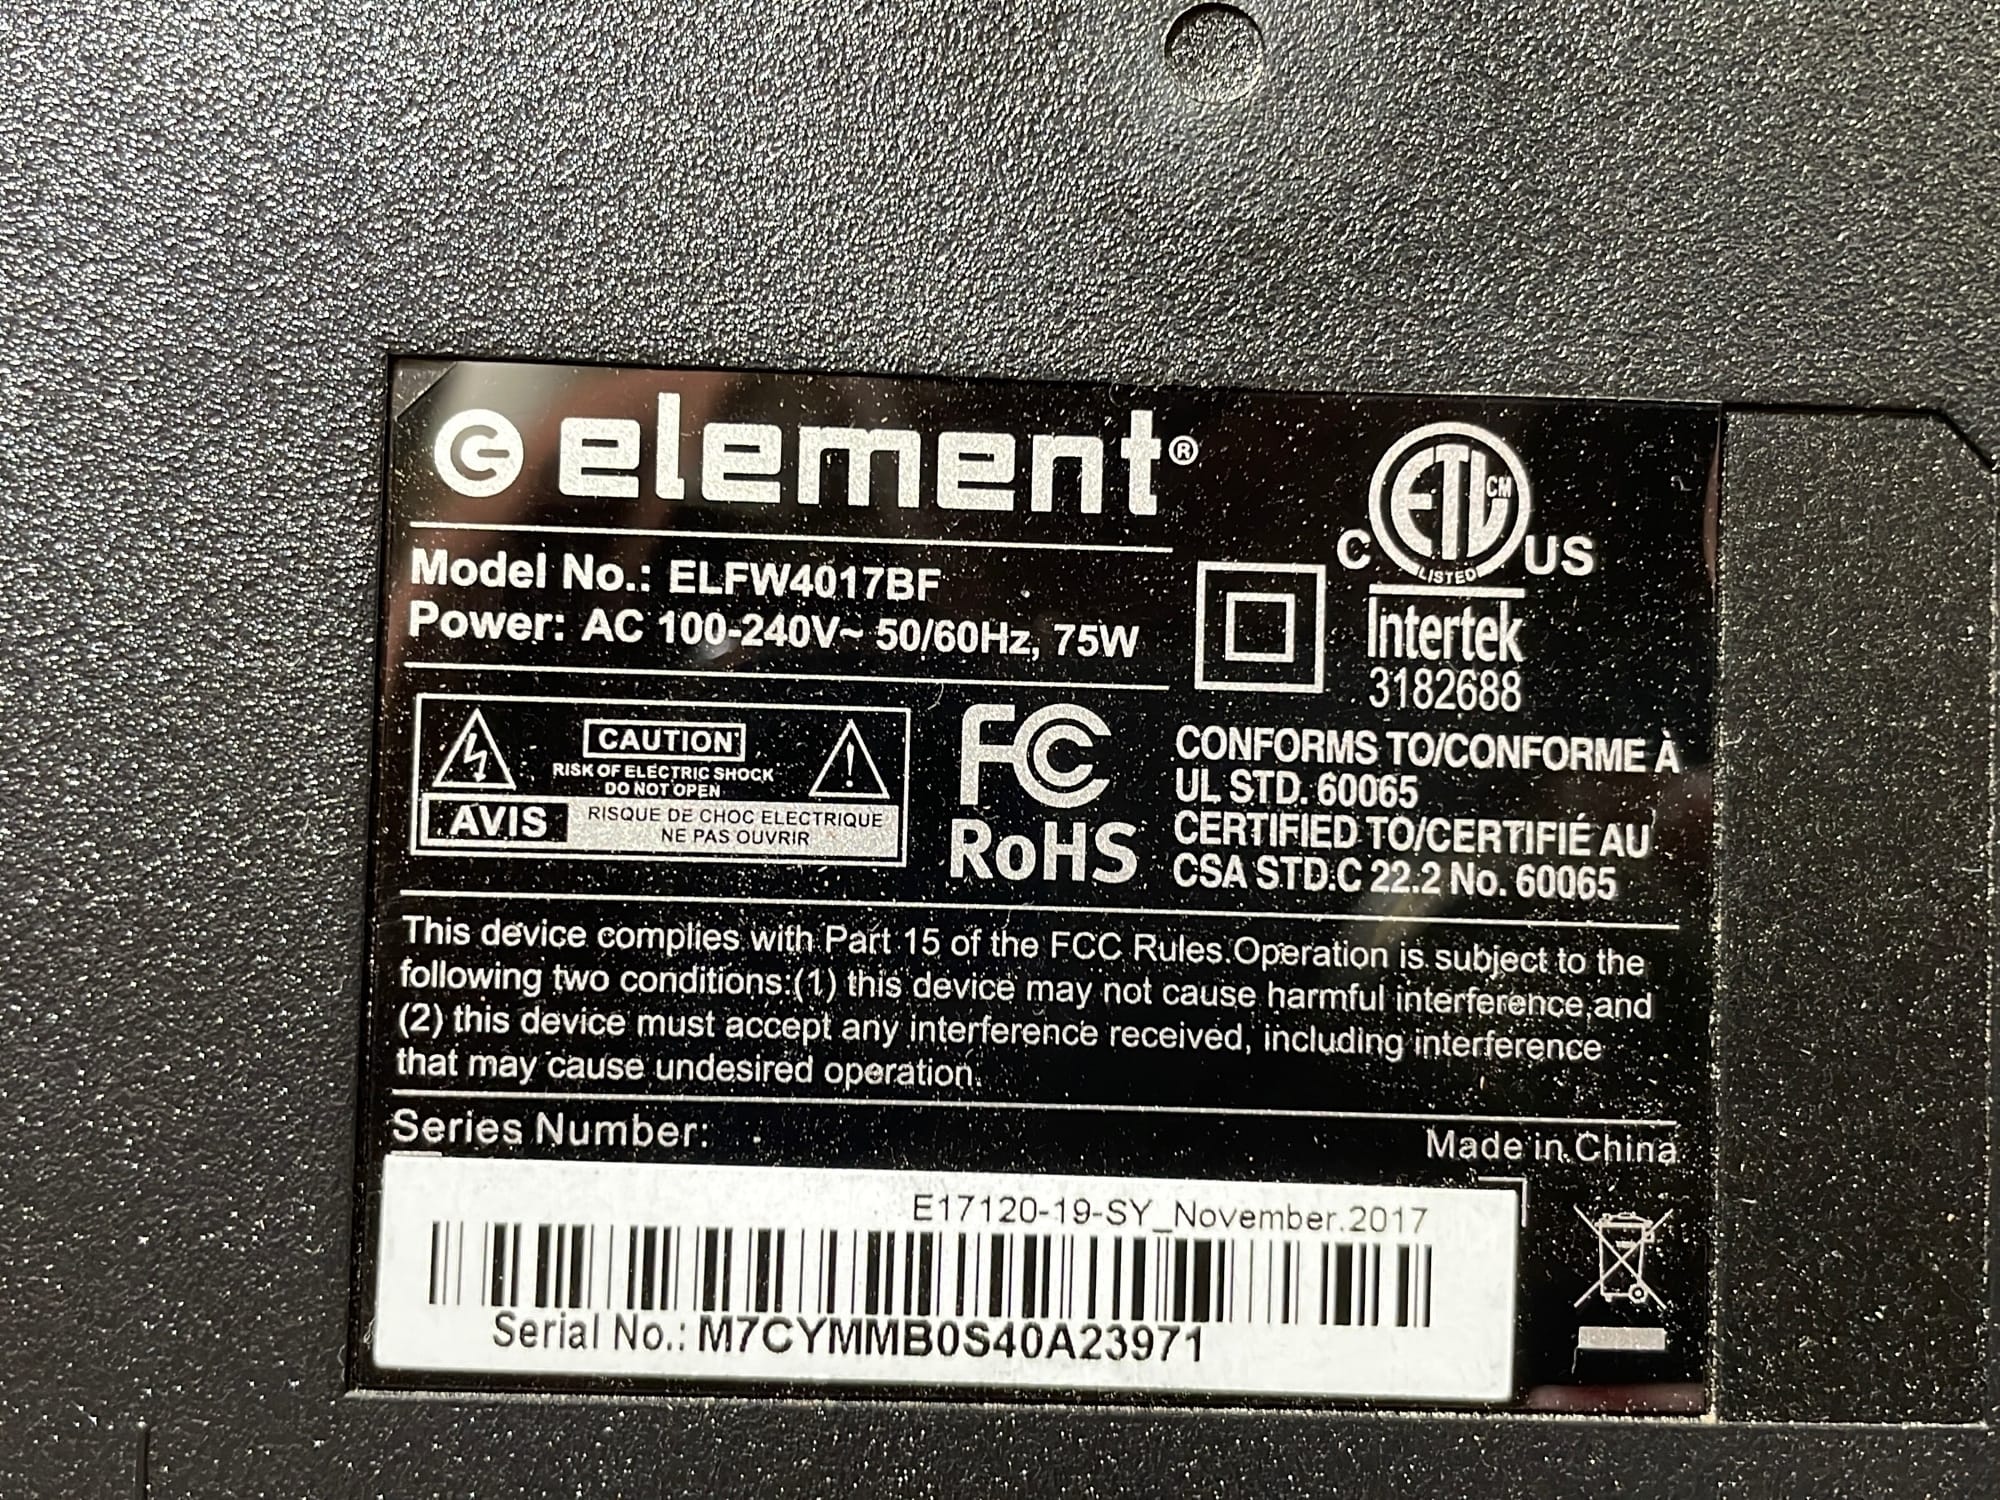 element®
Model No.: ELFW4017BF
Power: AC 100-240V~ 50/60Hz, 75W
C ETL CM US
LISTED
Intertek
3182688
CAUTION
RISK OF ELECTRIC SHOCK
DO NOT OPEN
AVIS
RISQUE DE CHOC ELECTRIQUE
NE PAS OUVRIR
FC
RoHS
CONFORMS TO/CONFORME À
UL STD. 60065
CERTIFIED TO/CERTIFIÉ AU
CSA STD.C 22.2 No. 60065
This device complies with Part 15 of the FCC Rules.Operation is subject to the
following two conditions:(1) this device may not cause harmful interference,and
(2) this device must accept any interference received, including interference
that may cause undesired operation.
Series Number:
Made in China
E17120-19-SY_November.2017
Serial No.: M7CYMMB0S40A23971